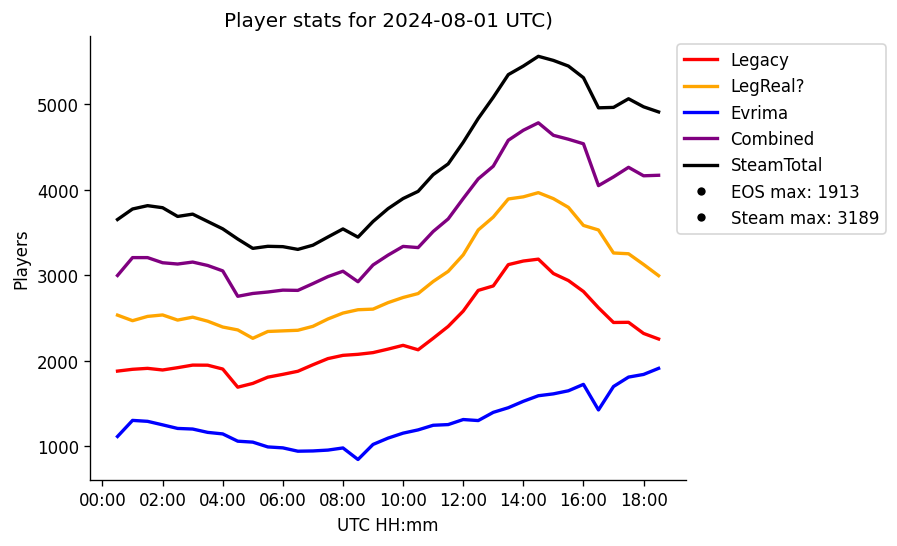 Player stats for 2024-08-01 UTC)
Legacy
LegReal?
Evrima
Combined
SteamTotal
EOS max: 1913
Steam max: 3189
Players
5000
4000
3000
2000
1000
00:00 02:00 04:00 06:00 08:00 10:00 12:00 14:00 16:00 18:00
UTC HH:mm